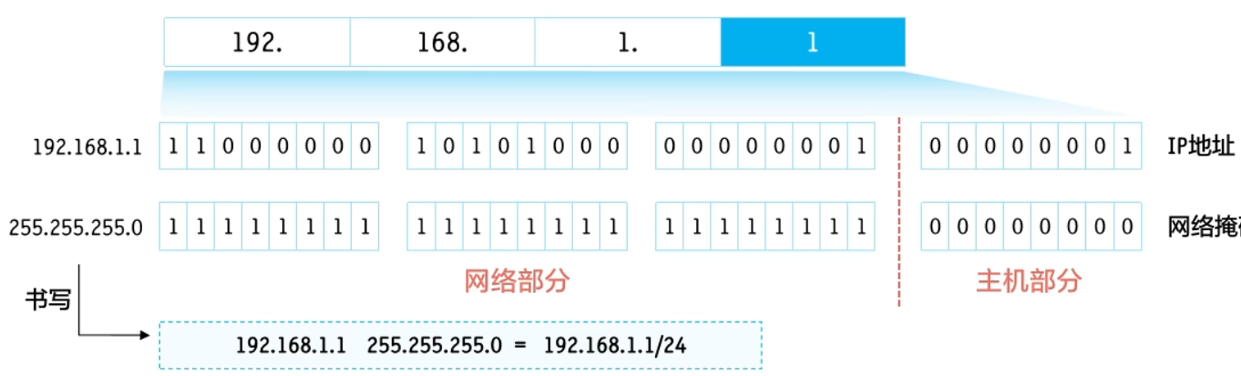 192. 168. 1. 1
192.168.1.1 1 1 0 0 0 0 0 0 1 0 1 0 1 0 0 0 0 0 0 0 0 0 0 1 0 0 0 0 0 0 0 1 IP地址
255.255.255.0 1 1 1 1 1 1 1 1 1 1 1 1 1 1 1 1 1 1 1 1 1 1 1 1 0 0 0 0 0 0 0 0 网络掩
网络部分 主机部分
书写
192.168.1.1 255.255.255.0 = 192.168.1.1/24